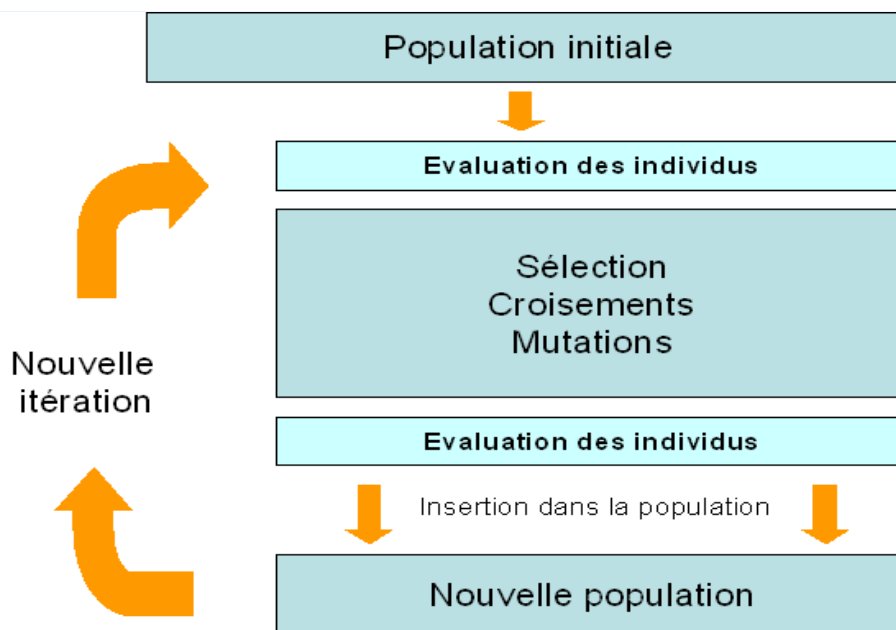 Population initiale
Evaluation des individus
Sélection
Croisements
Mutations
Nouvelle
itération
Evaluation des individus
Insertion dans la population
Nouvelle population